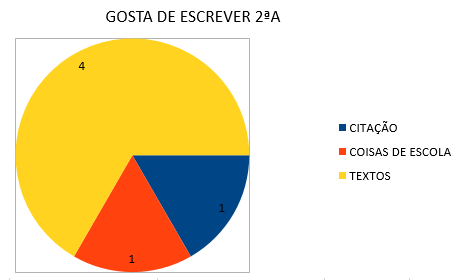 GOSTA DE ESCREVER 2ªA
4
1
1
CITAÇÃO
COISAS DE ESCOLA
TEXTOS